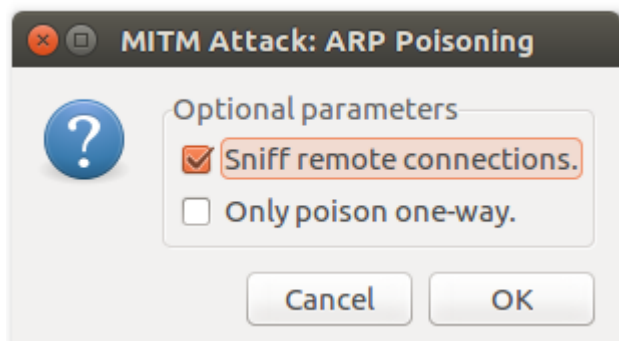 MITM Attack: ARP Poisoning
Optional parameters
Sniff remote connections.
Only poison one-way.
Cancel OK